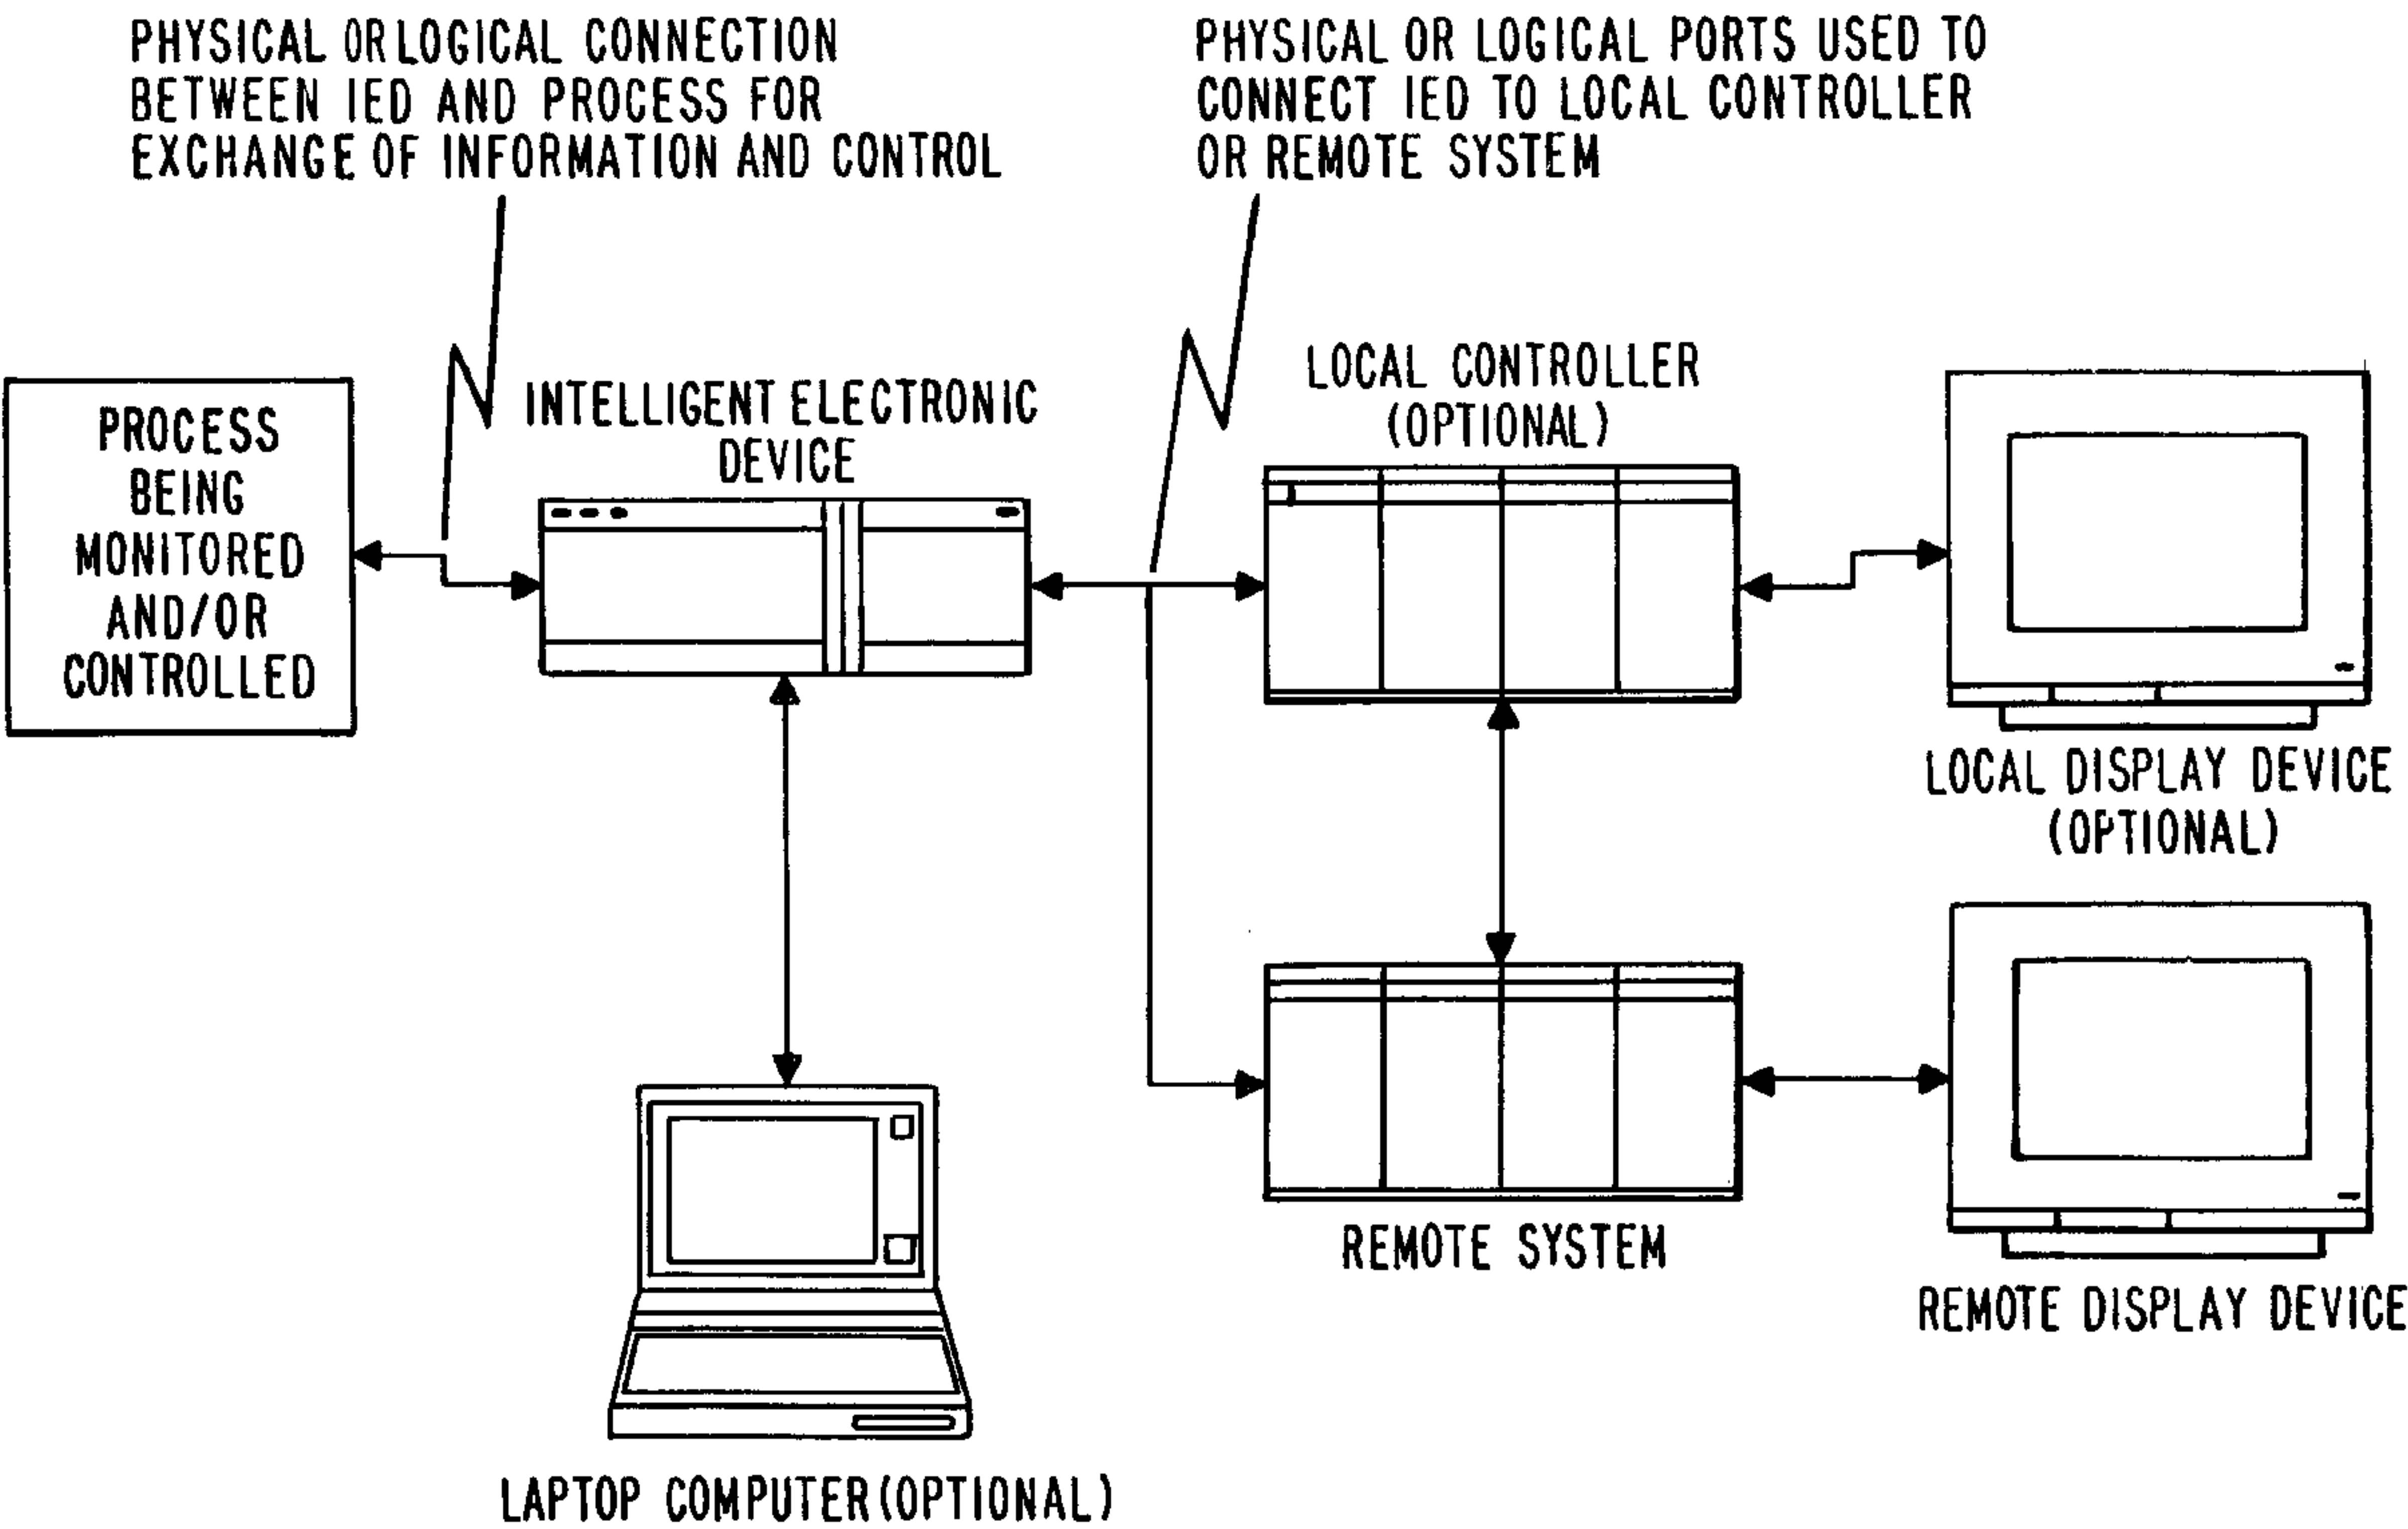 PHYSICAL OR LOGICAL CONNECTION
BETWEEN IED AND PROCESS FOR
EXCHANGE OF INFORMATION AND CONTROL
PHYSICAL OR LOGICAL PORTS USED TO
CONNECT IED TO LOCAL CONTROLLER
OR REMOTE SYSTEM
PROCESS
BEING
MONITORED
AND/OR
CONTROLLED
INTELLIGENT ELECTRONIC
DEVICE
LOCAL CONTROLLER
(OPTIONAL)
LOCAL DISPLAY DEVICE
(OPTIONAL)
REMOTE SYSTEM
REMOTE DISPLAY DEVICE
LAPTOP COMPUTER (OPTIONAL)